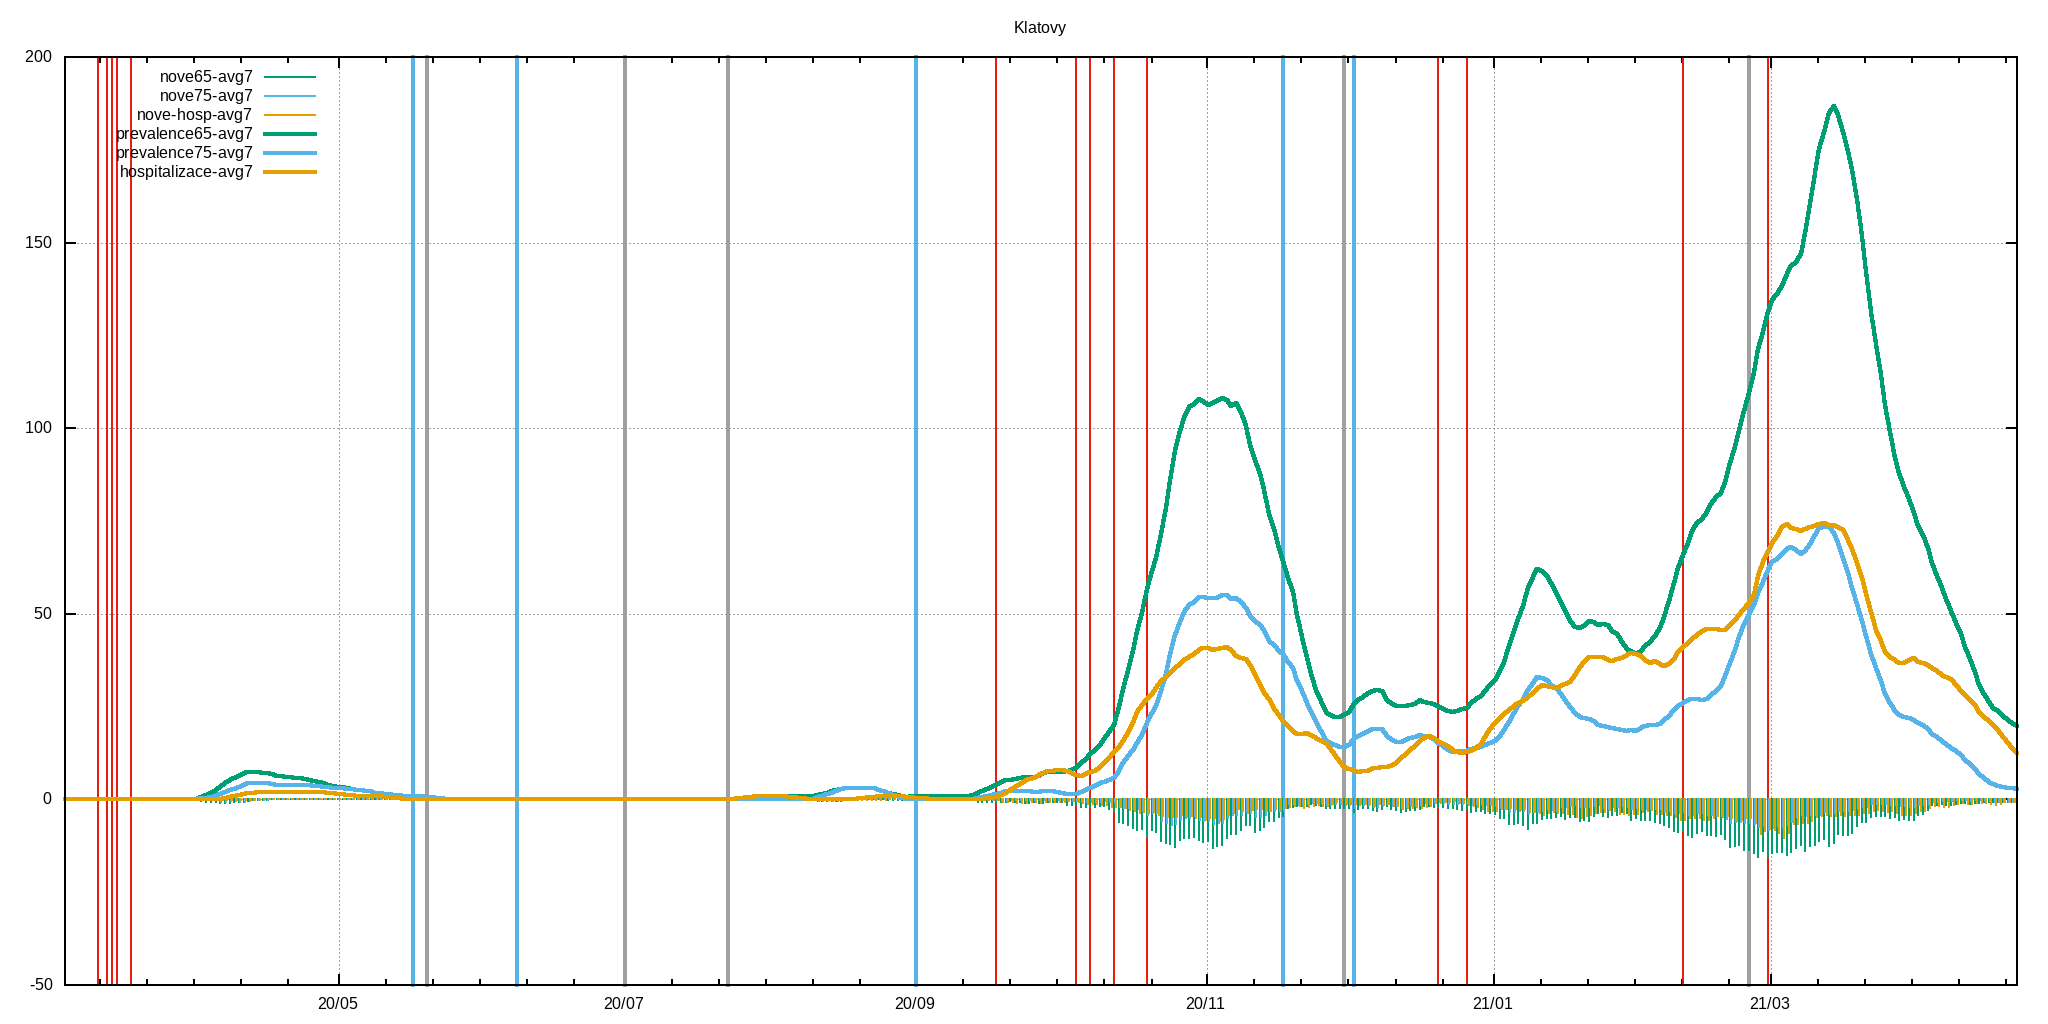 Klatovy
200
150
100
50
0
-50
nove65-avg7
nove75-avg7
nove-hosp-avg7
prevalence65-avg7
prevalence75-avg7
hospitalizace-avg7
20/05 20/07 20/09 20/11 21/01 21/03